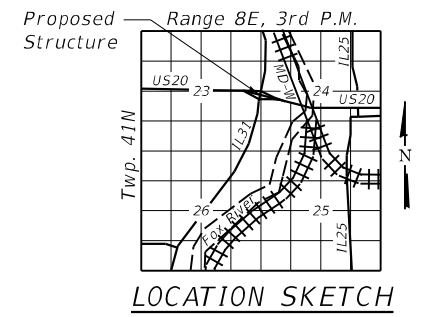 Proposed
Structure
Range 8E, 3rd P.M.
Twp. 41N
US20
23
MD-W
IL25
24
US20
IL31
N
26
Fox River
25
IL25
LOCATION SKETCH